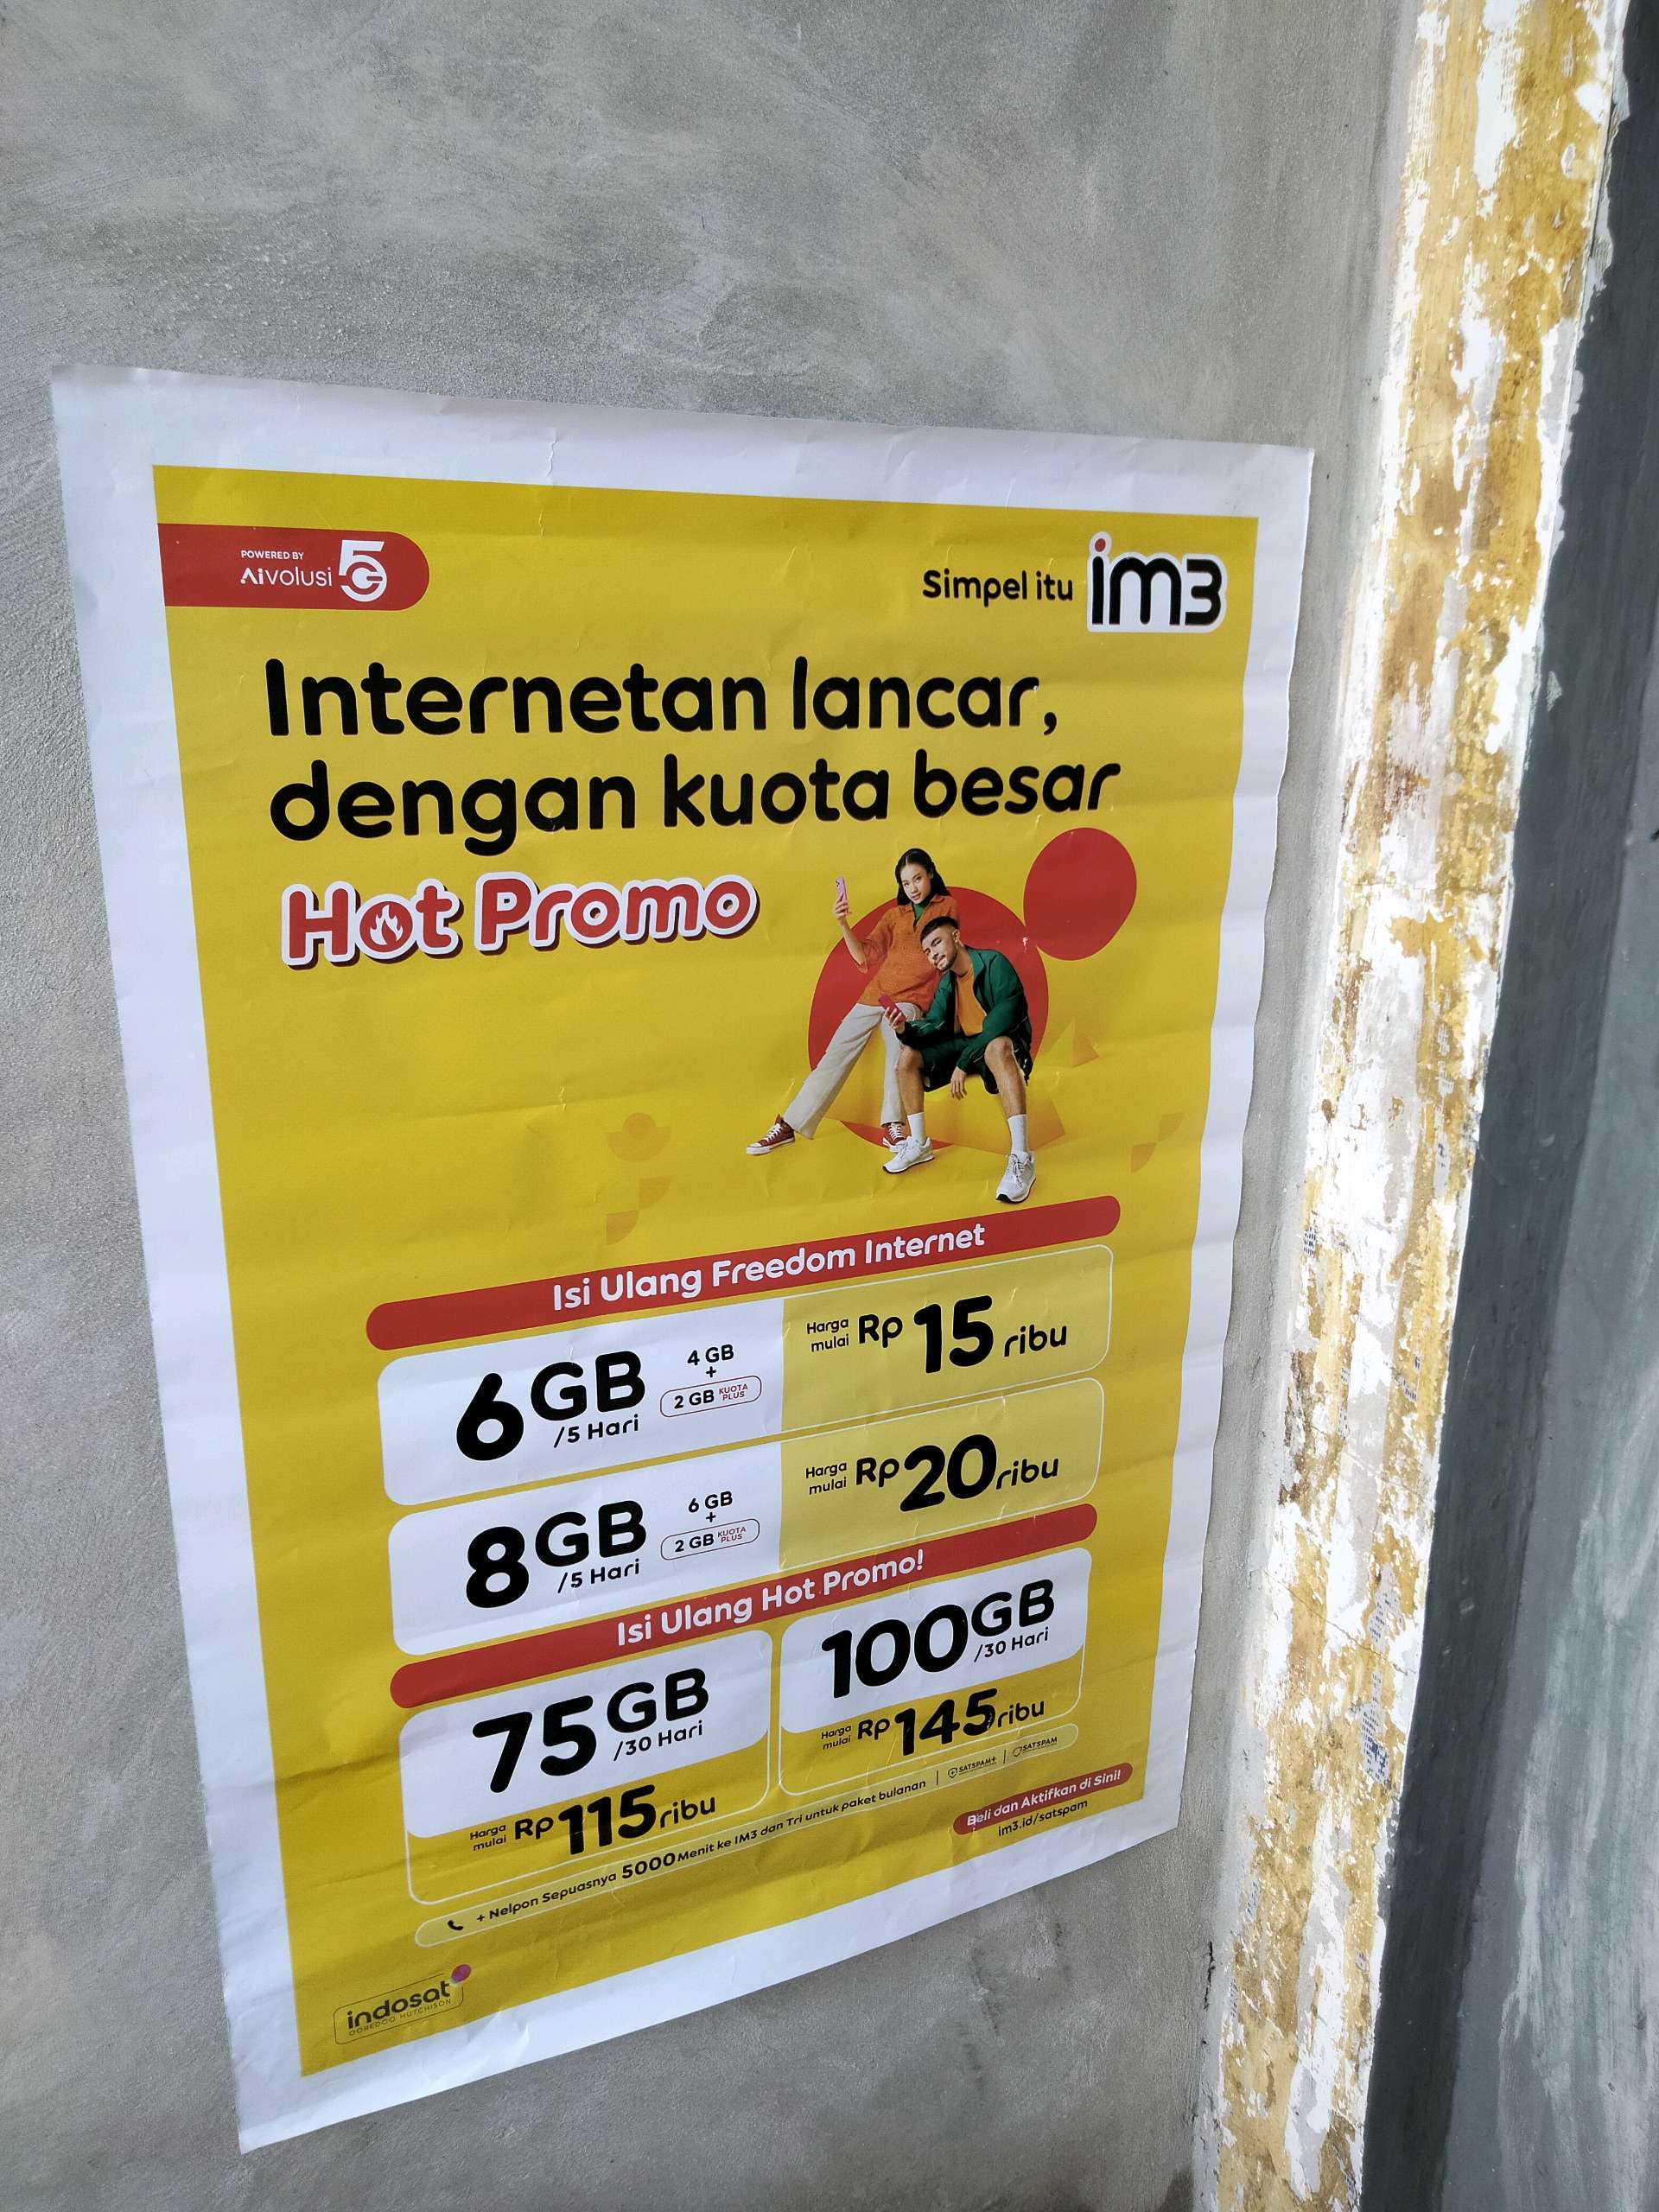 POWERED BY
Aivolusi 5G
Simpel itu im3
Internetan lancar,
dengan kuota besar
Hot Promo
Isi Ulang Freedom Internet
6GB
/5 Hari
4 GB
+
2 GB KUOTA PLUS
Harga mulai Rp 15 ribu
8GB
/5 Hari
6 GB
+
2 GB KUOTA PLUS
Harga mulai Rp 20 ribu
Isi Ulang Hot Promo!
75GB
/30 Hari
Harga mulai Rp 115 ribu
100GB
/30 Hari
Harga mulai Rp 145 ribu
+ Nelpon Sepuasnya 5000 Menit ke IM3 dan Tri untuk paket bulanan | SATSPAM+ | SATSPAM
Beli dan Aktifkan di Sini!
im3.id/satspam
indosat
OOREDOO HUTCHISON